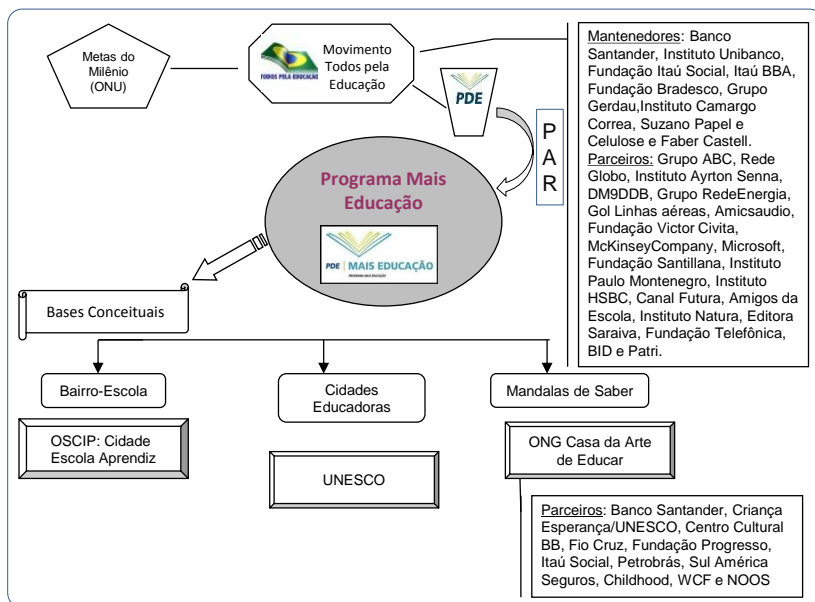 Metas do
Milênio
(ONU)
TODOS PELA EDUCAÇÃO
Movimento
Todos pela
Educação
PDE
P
A
R
Mantenedores: Banco
Santander, Instituto Unibanco,
Fundação Itaú Social, Itaú BBA,
Fundação Bradesco, Grupo
Gerdau,Instituto Camargo
Correa, Suzano Papel e
Celulose e Faber Castell.
Parceiros: Grupo ABC, Rede
Globo, Instituto Ayrton Senna,
DM9DDB, Grupo RedeEnergia,
Gol Linhas aéreas, Amicsaudio,
Fundação Victor Civita,
McKinseyCompany, Microsoft,
Fundação Santillana, Instituto
Paulo Montenegro, Instituto
HSBC, Canal Futura, Amigos da
Escola, Instituto Natura, Editora
Saraiva, Fundação Telefônica,
BID e Patri.
Programa Mais
Educação
PDE | MAIS EDUCAÇÃO
PROGRAMA MAIS EDUCAÇÃO
Bases Conceituais
Bairro-Escola
Cidades
Educadoras
Mandalas de Saber
OSCIP: Cidade
Escola Aprendiz
UNESCO
ONG Casa da Arte
de Educar
Parceiros: Banco Santander, Criança
Esperança/UNESCO, Centro Cultural
BB, Fio Cruz, Fundação Progresso,
Itaú Social, Petrobrás, Sul América
Seguros, Childhood, WCF e NOOS